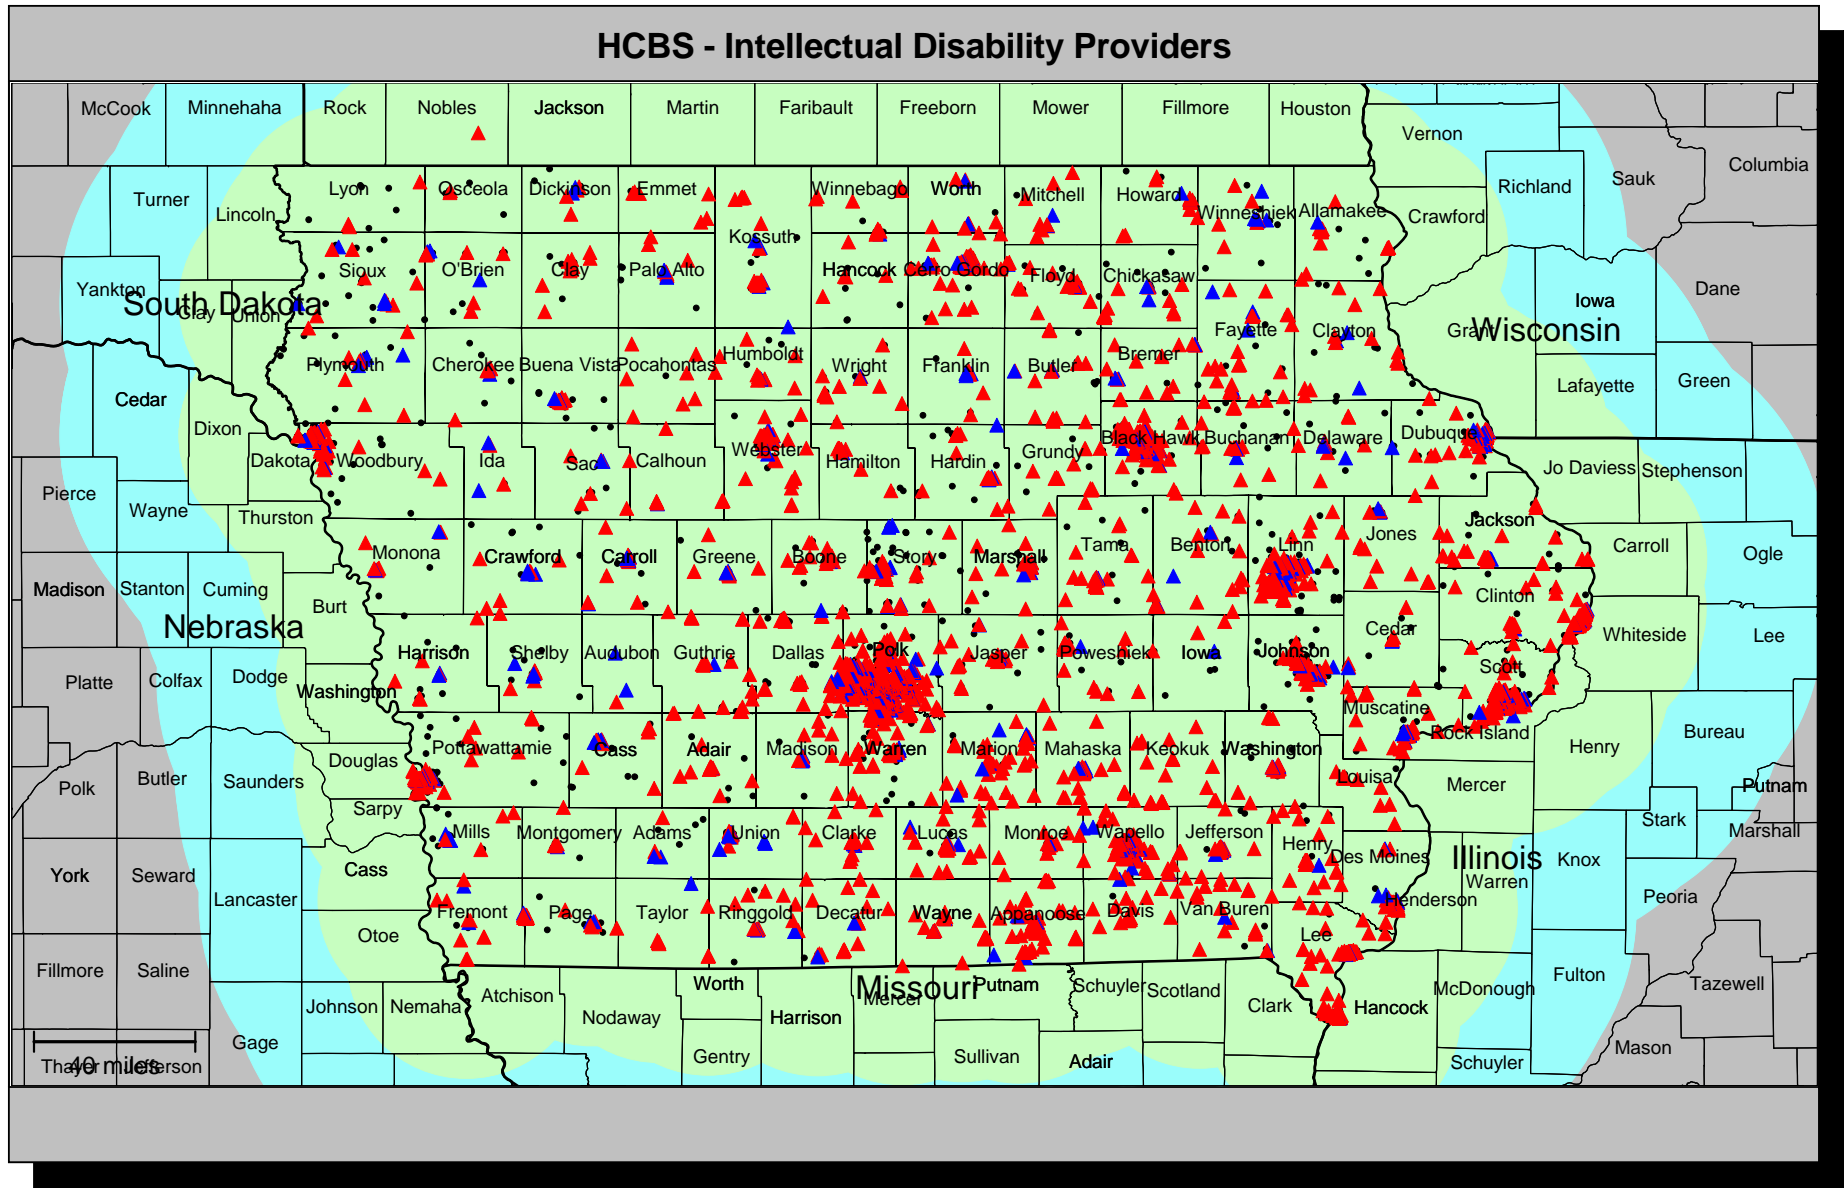 HCBS - Intellectual Disability Providers
McCook
Minnehaha
Rock
Nobles
Jackson
Martin
Faribault
Freeborn
Mower
Fillmore
Houston
Vernon
Columbia
Sauk
Richland
Turner
Lincoln
Lyon
Osceola
Dickinson
Emmet
Winnebago
Worth
Mitchell
Howard
Winneshiek
Allamakee
Crawford
Kossuth
Yankton
South Dakota
Clay
Union
Sioux
O'Brien
Clay
Palo Alto
Hancock
Cerro Gordo
Floyd
Chickasaw
Fayette
Clayton
Grant
Wisconsin
Iowa
Dane
Plymouth
Cherokee
Buena Vista
Pocahontas
Humboldt
Wright
Franklin
Butler
Bremer
Lafayette
Green
Cedar
Dixon
Dakota
Woodbury
Ida
Sac
Calhoun
Webster
Hamilton
Hardin
Grundy
Black Hawk
Buchanan
Delaware
Dubuque
Jo Daviess
Stephenson
Pierce
Wayne
Thurston
Monona
Crawford
Carroll
Greene
Boone
Story
Marshall
Tama
Benton
Linn
Jones
Jackson
Carroll
Ogle
Madison
Stanton
Cuming
Burt
Nebraska
Clinton
Whiteside
Lee
Harrison
Shelby
Audubon
Guthrie
Dallas
Polk
Jasper
Poweshiek
Iowa
Johnson
Cedar
Scott
Platte
Colfax
Dodge
Washington
Muscatine
Rock Island
Henry
Bureau
Pottawattamie
Cass
Adair
Madison
Warren
Marion
Mahaska
Keokuk
Washington
Louisa
Mercer
Putnam
Polk
Butler
Saunders
Douglas
Sarpy
Stark
Marshall
Mills
Montgomery
Adams
Union
Clarke
Lucas
Monroe
Wapello
Jefferson
Henry
Des Moines
Illinois
Knox
Warren
York
Seward
Lancaster
Cass
Henderson
Peoria
Fremont
Page
Taylor
Ringgold
Decatur
Wayne
Appanoose
Davis
Van Buren
Lee
Otoe
Fillmore
Saline
Fulton
Tazewell
McDonough
Johnson
Nemaha
Atchison
Worth
Missouri
Mercer
Putnam
Schuyler
Scotland
Clark
Hancock
Nodaway
Harrison
Gage
Gentry
Sullivan
Adair
Schuyler
Mason
Thayer
40 miles
Jefferson